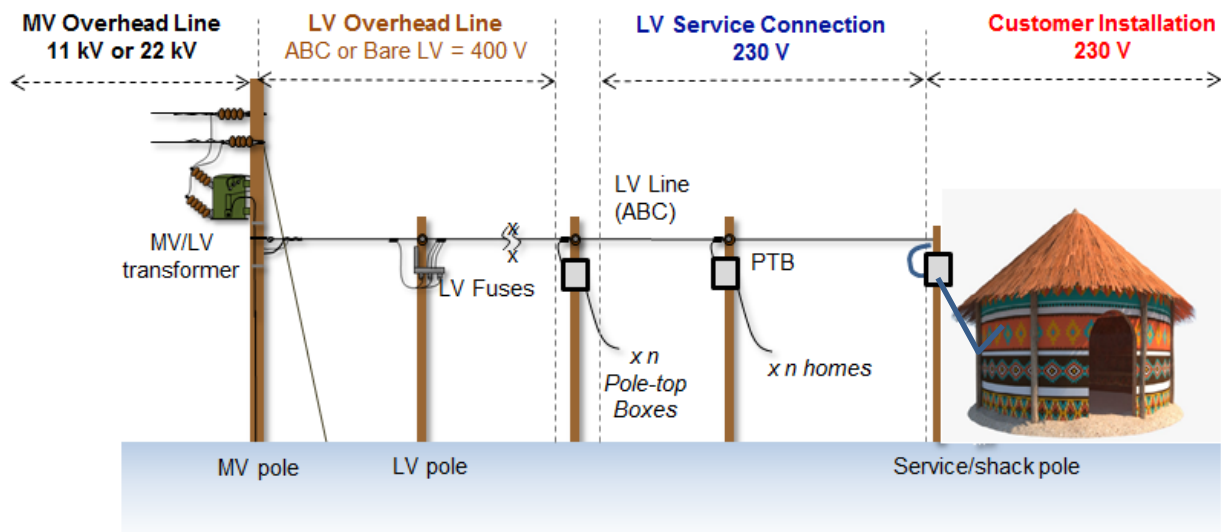 MV Overhead Line
11 kV or 22 kV
LV Overhead Line
ABC or Bare LV = 400 V
LV Service Connection
230 V
Customer Installation
230 V
MV/LV
transformer
x
x
LV Fuses
LV Line
(ABC)
PTB
x n
Pole-top
Boxes
x n homes
MV pole
LV pole
Service/shack pole